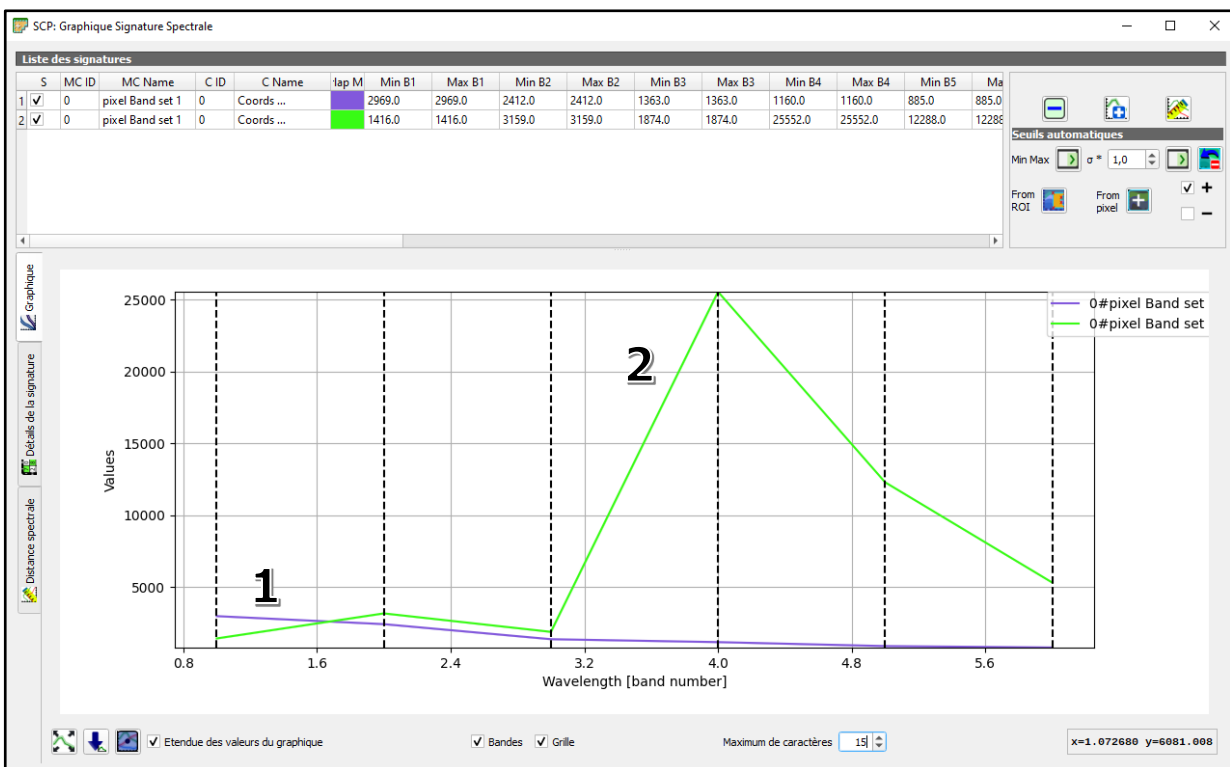 SCP: Graphique Signature Spectrale
Liste des signatures
S MC ID MC Name C ID C Name lap M Min B1 Max B1 Min B2 Max B2 Min B3 Max B3 Min B4 Max B4 Min B5 Ma
1 0 pixel Band set 1 0 Coords ... 2969.0 2969.0 2412.0 2412.0 1363.0 1363.0 1160.0 1160.0 885.0 885.0
2 0 pixel Band set 1 0 Coords ... 1416.0 1416.0 3159.0 3159.0 1874.0 1874.0 25552.0 25552.0 12288.0 12288
Seuils automatiques
Min Max σ * 1,0
From ROI From pixel + −
Graphique
Détails de la signature
Distance spectrale
0#pixel Band set
0#pixel Band set
25000
20000
15000
10000
5000
Values
1
2
0.8 1.6 2.4 3.2 4.0 4.8 5.6
Wavelength [band number]
Etendue des valeurs du graphique Bandes Grille Maximum de caractères 15 x=1.072680 y=6081.008